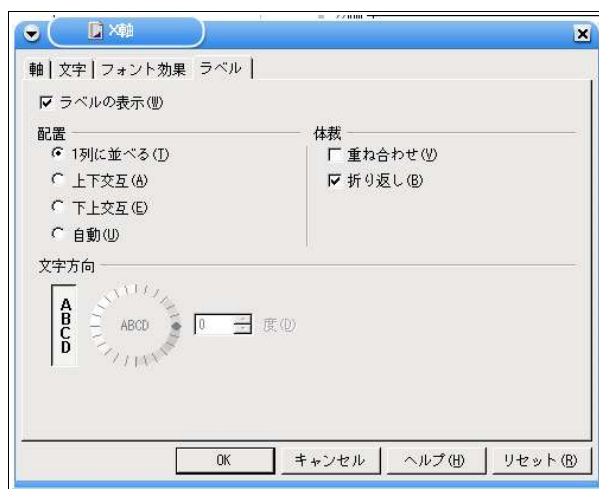 X軸
軸 文字 フォント効果 ラベル
ラベルの表示(W)
配置
1列に並べる(T)
上下交互(A)
下上交互(E)
自動(U)
体裁
重ね合わせ(V)
折り返し(B)
文字方向
ABCD
ABCD
0 度(D)
OK キャンセル ヘルプ(H) リセット(R)